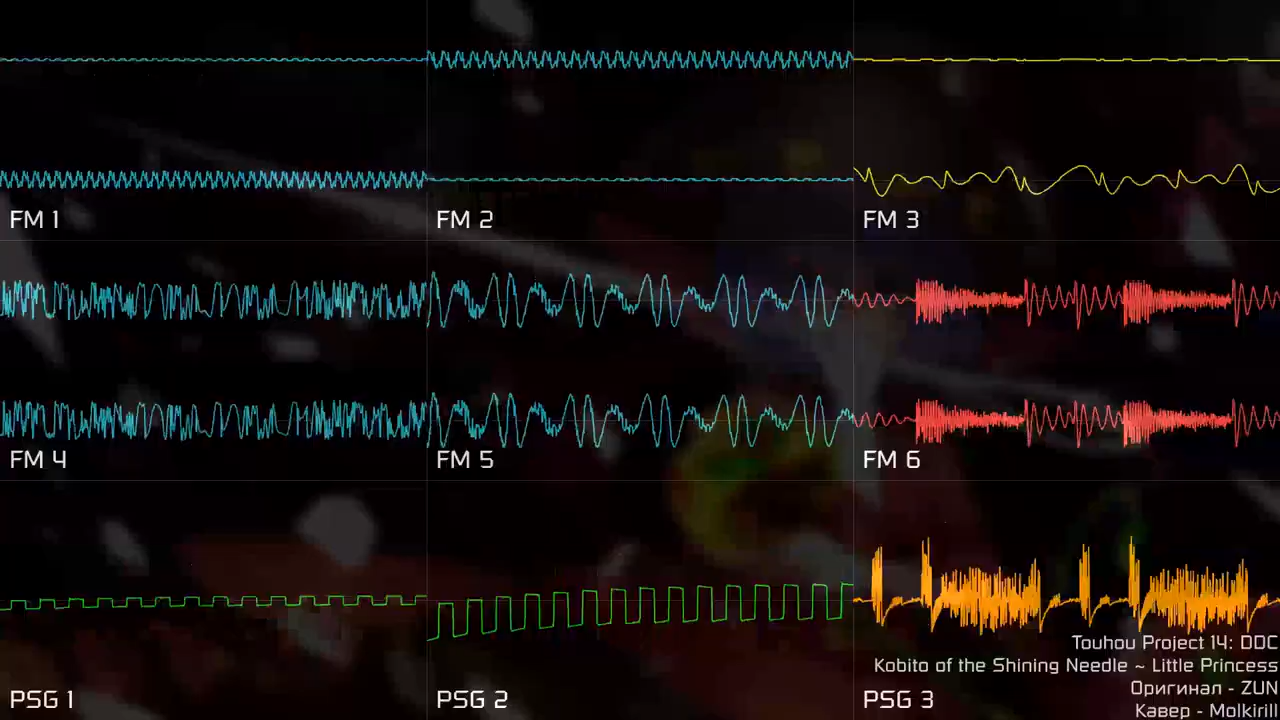 FM 1
FM 2
FM 3
FM 4
FM 5
FM 6
PSG 1
PSG 2
PSG 3
Touhou Project 14: DDC
Kobito of the Shining Needle ~ Little Princess
Оригинал - ZUN
Кавер - Molkirill